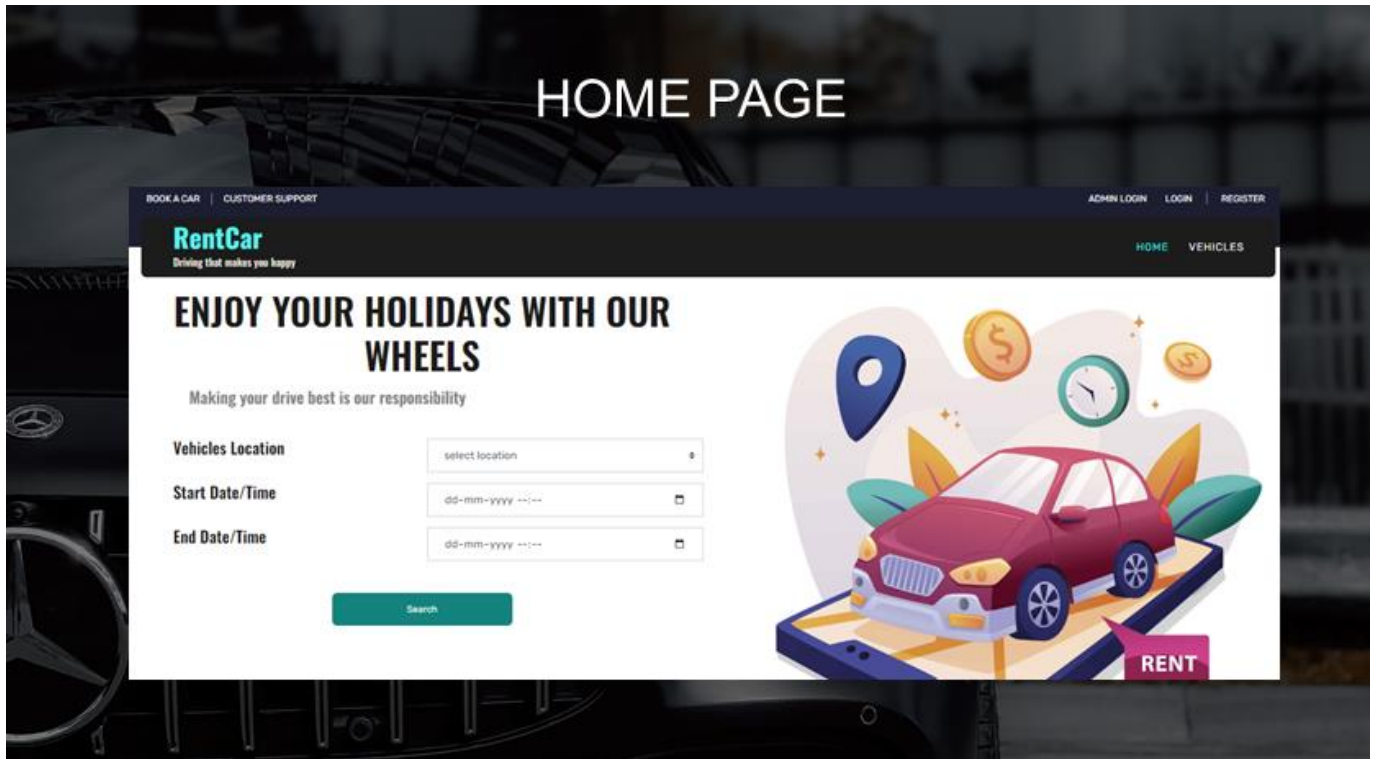 HOME PAGE
BOOK A CAR | CUSTOMER SUPPORT
ADMIN LOGIN LOGIN | REGISTER
RentCar
Driving that makes you happy
HOME VEHICLES
ENJOY YOUR HOLIDAYS WITH OUR
WHEELS
Making your drive best is our responsibility
Vehicles Location
select location
Start Date/Time
dd-mm-yyyy --:--
End Date/Time
dd-mm-yyyy --:--
Search
RENT